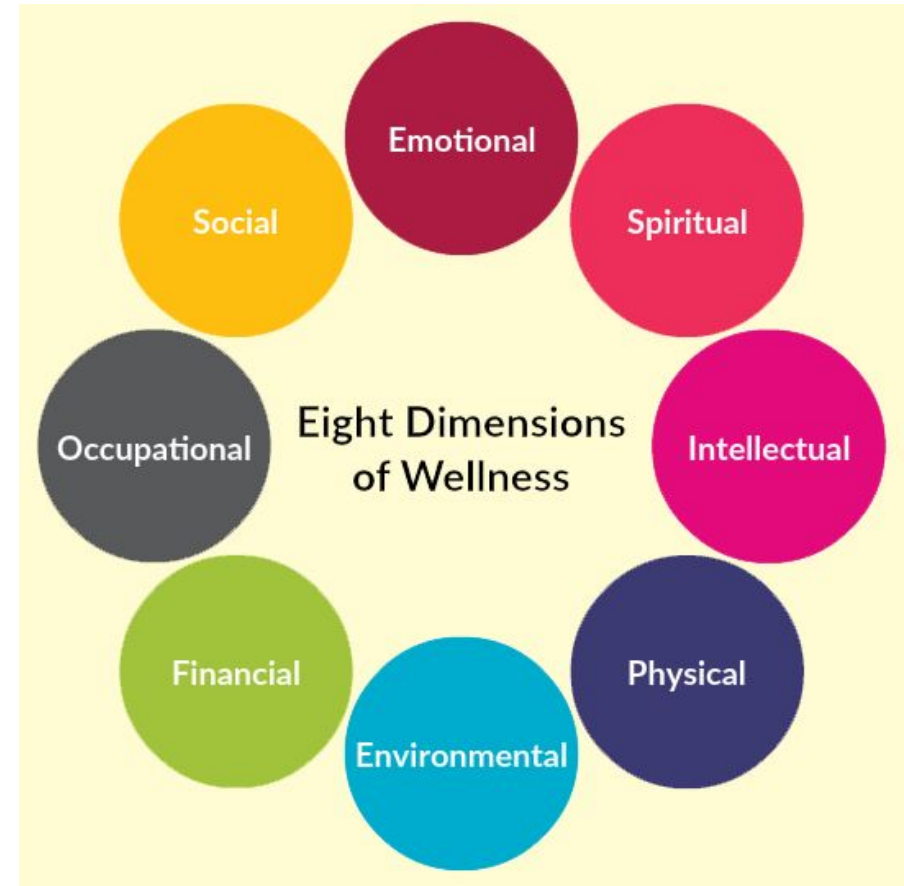 Emotional
Social
Spiritual
Eight Dimensions
of Wellness
Occupational
Intellectual
Financial
Physical
Environmental